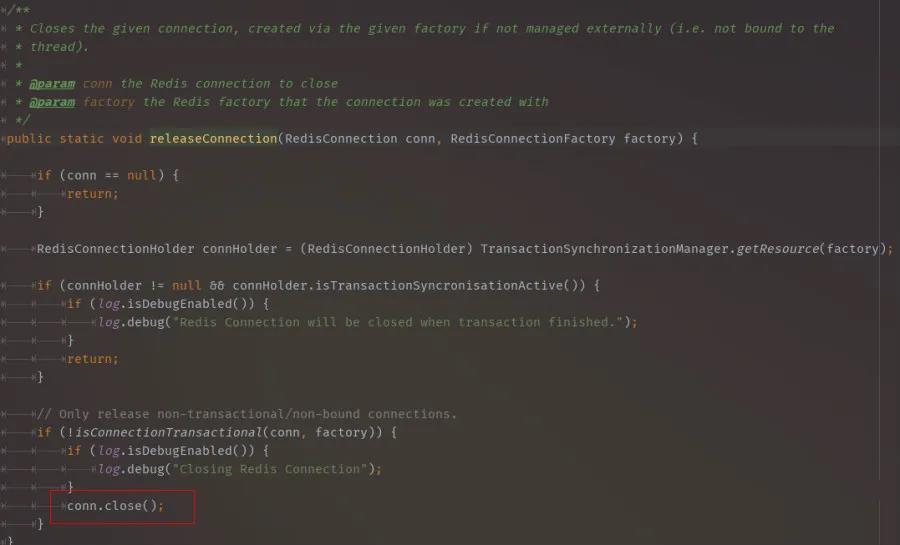 /**
 * Closes the given connection, created via the given factory if not managed externally (i.e. not bound to the
 * thread).
 *
 * @param conn the Redis connection to close
 * @param factory the Redis factory that the connection was created with
 */
public static void releaseConnection(RedisConnection conn, RedisConnectionFactory factory) {
if (conn == null) {
return;
}
RedisConnectionHolder connHolder = (RedisConnectionHolder) TransactionSynchronizationManager.getResource(factory);
if (connHolder != null && connHolder.isTransactionSyncronisationActive()) {
if (log.isDebugEnabled()) {
log.debug("Redis Connection will be closed when transaction finished.");
}
return;
}
// Only release non-transactional/non-bound connections.
if (!isConnectionTransactional(conn, factory)) {
if (log.isDebugEnabled()) {
log.debug("Closing Redis Connection");
}
conn.close();
}
}